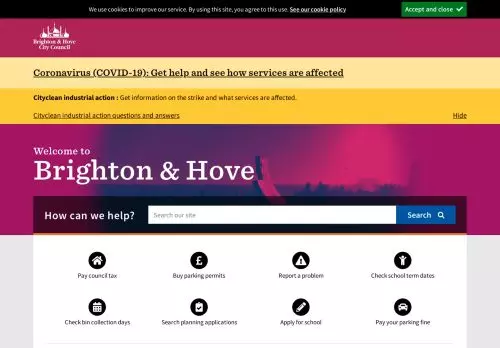 We use cookies to improve our service. By using this site, you agree to this use. See our cookie policy
Accept and close
Brighton & Hove
City Council
Coronavirus (COVID-19): Get help and see how services are affected
Cityclean industrial action : Get information on the strike and what services are affected.
Cityclean industrial action questions and answers
Hide
Welcome to
Brighton & Hove
How can we help?
Search our site
Search
Pay council tax
Buy parking permits
Report a problem
Check school term dates
Check bin collection days
Search planning applications
Apply for school
Pay your parking fine